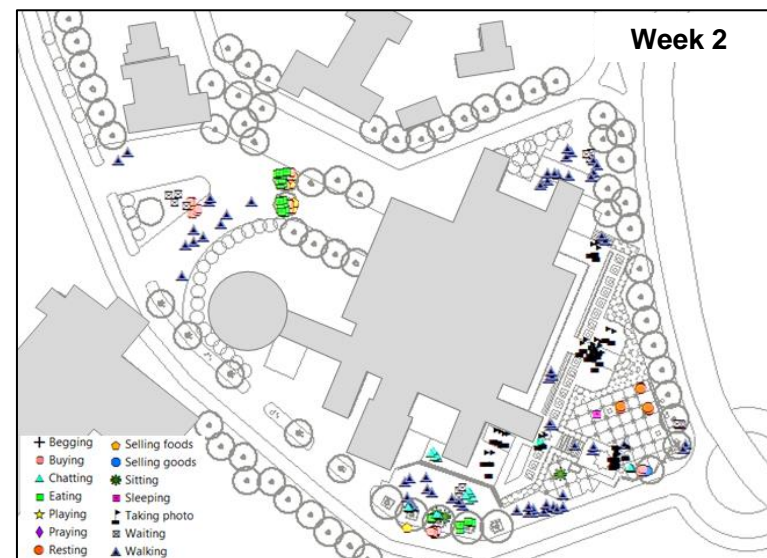 Week 2
Begging
Buying
Chatting
Eating
Playing
Praying
Resting
Selling foods
Selling goods
Sitting
Sleeping
Taking photo
Waiting
Walking